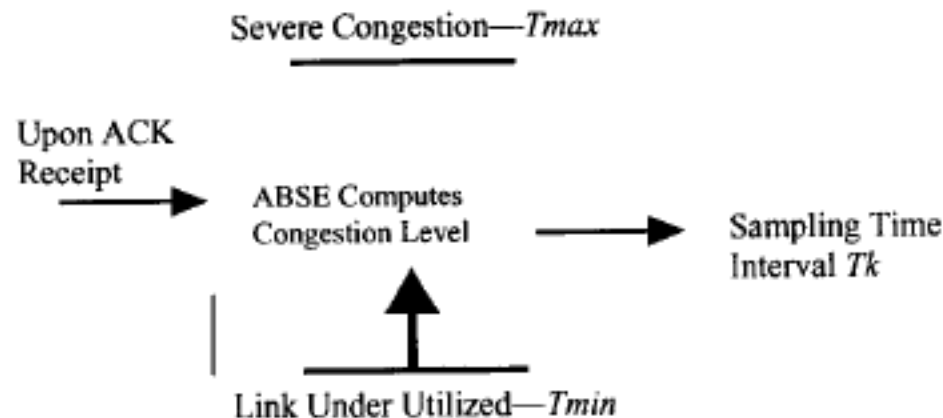 Severe Congestion—Tmax
Upon ACK
Receipt
ABSE Computes
Congestion Level
Sampling Time
Interval Tk
Link Under Utilized—Tmin